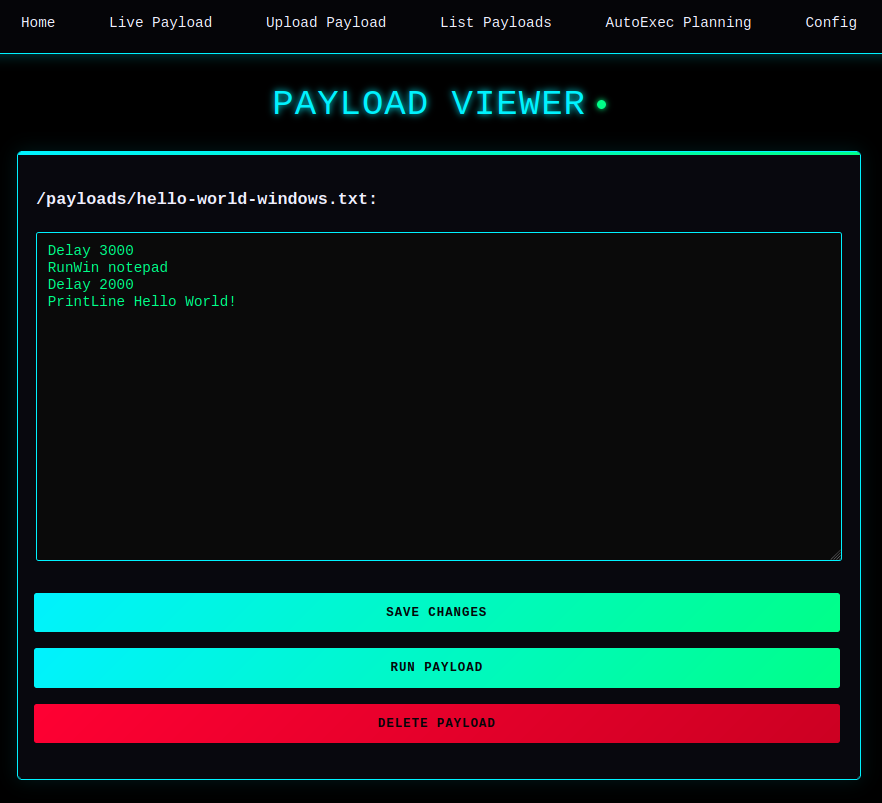 Home Live Payload Upload Payload List Payloads AutoExec Planning Config
PAYLOAD VIEWER
/payloads/hello-world-windows.txt:
Delay 3000
RunWin notepad
Delay 2000
PrintLine Hello World!
SAVE CHANGES
RUN PAYLOAD
DELETE PAYLOAD